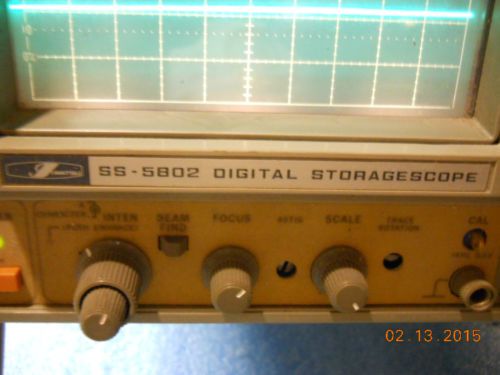 SS-5802 DIGITAL STORAGESCOPE
INTEN
BEAM
FIND
FOCUS
ASTIG
SCALE
TRACE
ROTATION
CAL
02.13.2015